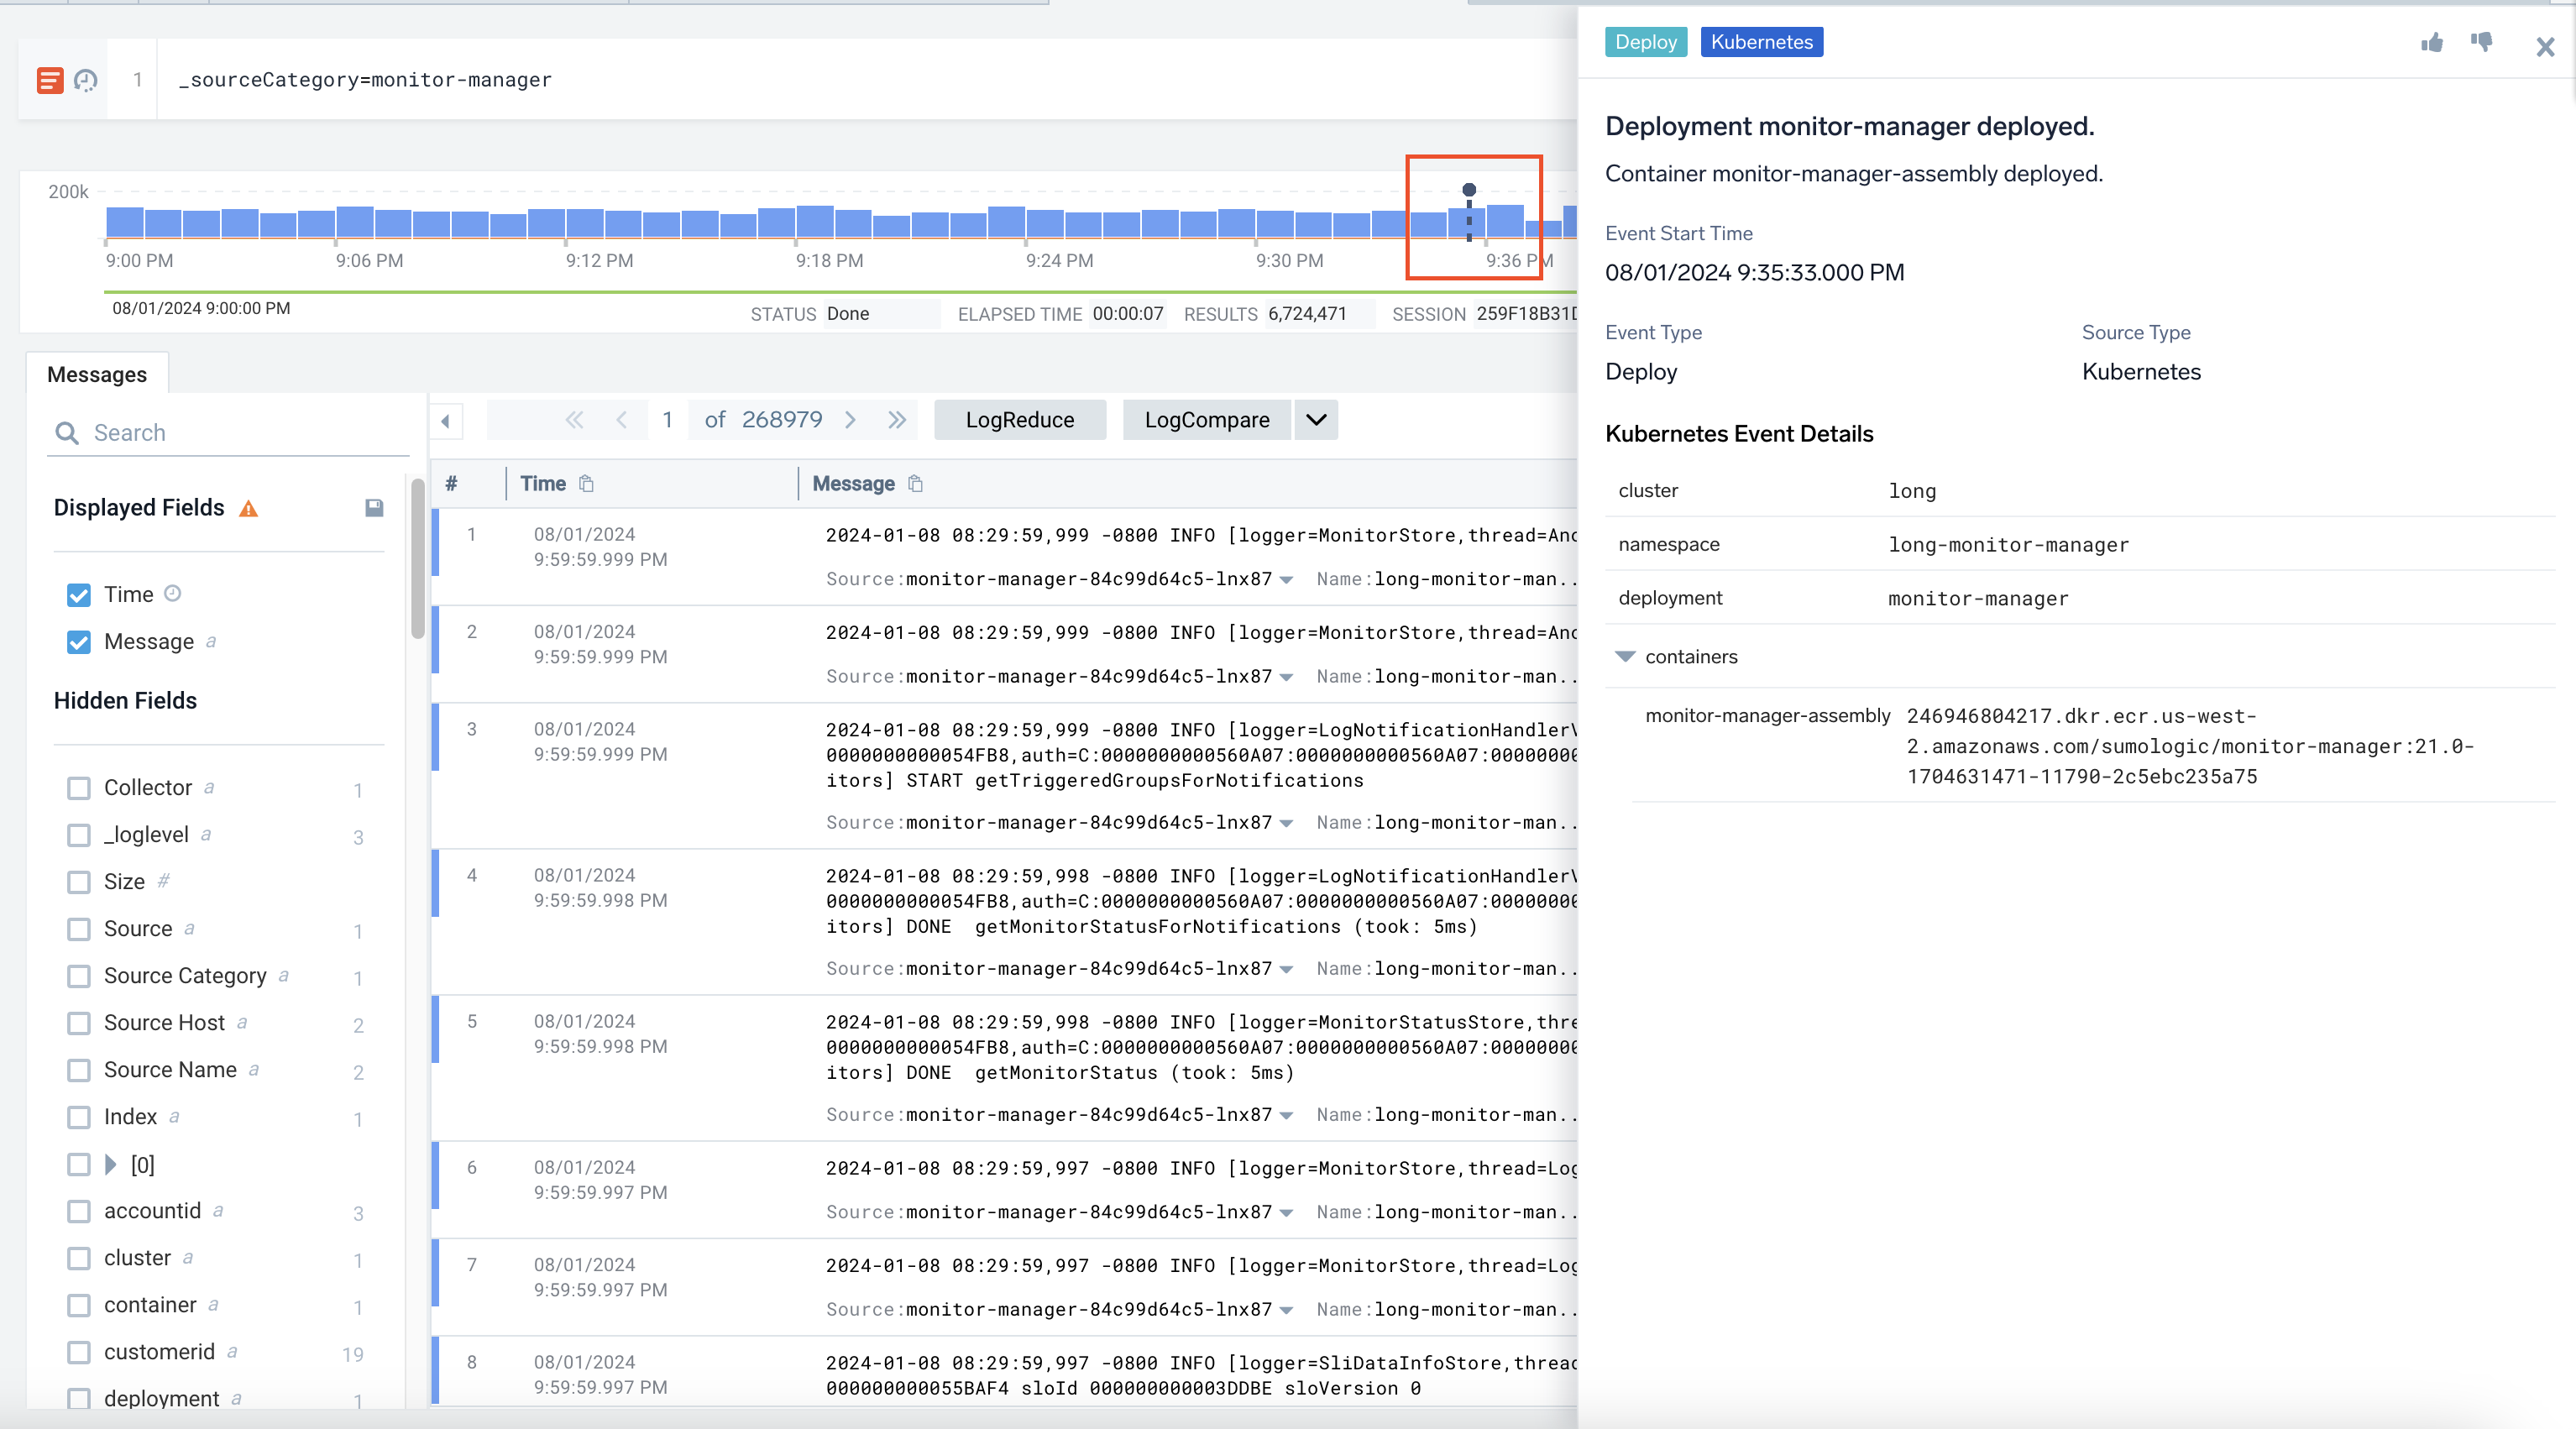 1 _sourceCategory=monitor-manager
200k
9:00 PM 9:06 PM 9:12 PM 9:18 PM 9:24 PM 9:30 PM 9:36 PM
08/01/2024 9:00:00 PM
STATUS Done ELAPSED TIME 00:00:07 RESULTS 6,724,471 SESSION 259F18B31
Messages
Search
Displayed Fields
Time
Message a
Hidden Fields
Collector a 1
_loglevel a 3
Size #
Source a 1
Source Category a 1
Source Host a 2
Source Name a 2
Index a 1
[0]
accountid a 3
cluster a 1
container a 1
customerid a 19
deployment a 1
1 of 268979
LogReduce
LogCompare
# Time Message
1 08/01/2024 9:59:59.999 PM
2024-01-08 08:29:59,999 -0800 INFO [logger=MonitorStore,thread=Anc
Source:monitor-manager-84c99d64c5-lnx87 Name:long-monitor-man..
2 08/01/2024 9:59:59.999 PM
2024-01-08 08:29:59,999 -0800 INFO [logger=MonitorStore,thread=Anc
Source:monitor-manager-84c99d64c5-lnx87 Name:long-monitor-man..
3 08/01/2024 9:59:59.999 PM
2024-01-08 08:29:59,999 -0800 INFO [logger=LogNotificationHandlerV
0000000000054FB8,auth=C:0000000000560A07:0000000000560A07:00000000
itors] START getTriggeredGroupsForNotifications
Source:monitor-manager-84c99d64c5-lnx87 Name:long-monitor-man..
4 08/01/2024 9:59:59.998 PM
2024-01-08 08:29:59,998 -0800 INFO [logger=LogNotificationHandlerV
0000000000054FB8,auth=C:0000000000560A07:0000000000560A07:00000000
itors] DONE getMonitorStatusForNotifications (took: 5ms)
Source:monitor-manager-84c99d64c5-lnx87 Name:long-monitor-man..
5 08/01/2024 9:59:59.998 PM
2024-01-08 08:29:59,998 -0800 INFO [logger=MonitorStatusStore,thre
0000000000054FB8,auth=C:0000000000560A07:0000000000560A07:00000000
itors] DONE getMonitorStatus (took: 5ms)
Source:monitor-manager-84c99d64c5-lnx87 Name:long-monitor-man..
6 08/01/2024 9:59:59.997 PM
2024-01-08 08:29:59,997 -0800 INFO [logger=MonitorStore,thread=Log
Source:monitor-manager-84c99d64c5-lnx87 Name:long-monitor-man..
7 08/01/2024 9:59:59.997 PM
2024-01-08 08:29:59,997 -0800 INFO [logger=MonitorStore,thread=Log
Source:monitor-manager-84c99d64c5-lnx87 Name:long-monitor-man..
8 08/01/2024 9:59:59.997 PM
2024-01-08 08:29:59,997 -0800 INFO [logger=SliDataInfoStore,thread
000000000055BAF4 sloId 000000000003DDBE sloVersion 0
Deploy Kubernetes
Deployment monitor-manager deployed.
Container monitor-manager-assembly deployed.
Event Start Time
08/01/2024 9:35:33.000 PM
Event Type Source Type
Deploy Kubernetes
Kubernetes Event Details
cluster long
namespace long-monitor-manager
deployment monitor-manager
containers
monitor-manager-assembly 246946804217.dkr.ecr.us-west-
2.amazonaws.com/sumologic/monitor-manager:21.0-
1704631471-11790-2c5ebc235a75